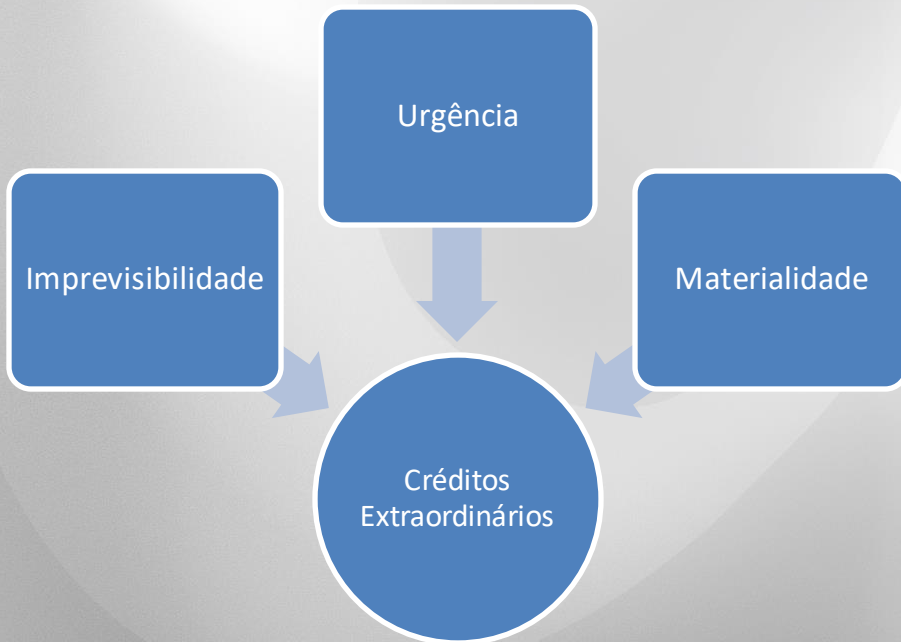 Urgência
Imprevisibilidade
Materialidade
Créditos
Extraordinários